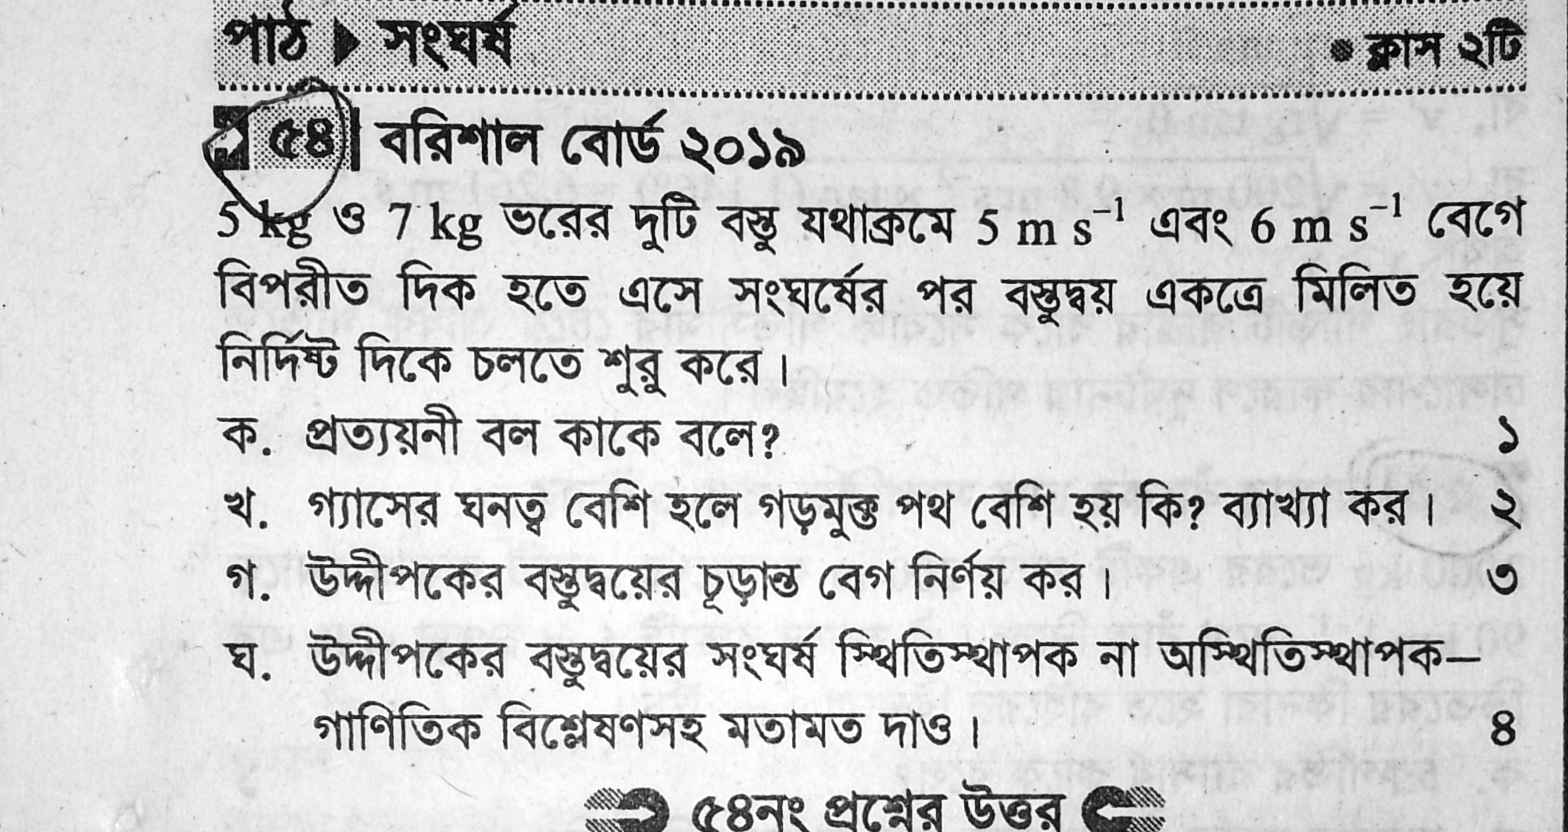 পাঠ ▶ সংঘর্ষ ● ক্লাস ২টি
৫৪ বরিশাল বোর্ড ২০১৯
5 kg ও 7 kg ভরের দুটি বস্তু যথাক্রমে 5 m s⁻¹ এবং 6 m s⁻¹ বেগে
বিপরীত দিক হতে এসে সংঘর্ষের পর বস্তুদ্বয় একত্রে মিলিত হয়ে
নির্দিষ্ট দিকে চলতে শুরু করে।
ক. প্রত্যয়নী বল কাকে বলে? ১
খ. গ্যাসের ঘনত্ব বেশি হলে গড়মুক্ত পথ বেশি হয় কি? ব্যাখ্যা কর। ২
গ. উদ্দীপকের বস্তুদ্বয়ের চূড়ান্ত বেগ নির্ণয় কর। ৩
ঘ. উদ্দীপকের বস্তুদ্বয়ের সংঘর্ষ স্থিতিস্থাপক না অস্থিতিস্থাপক—
গাণিতিক বিশ্লেষণসহ মতামত দাও। ৪
৫৪নং প্রশ্নের উত্তর